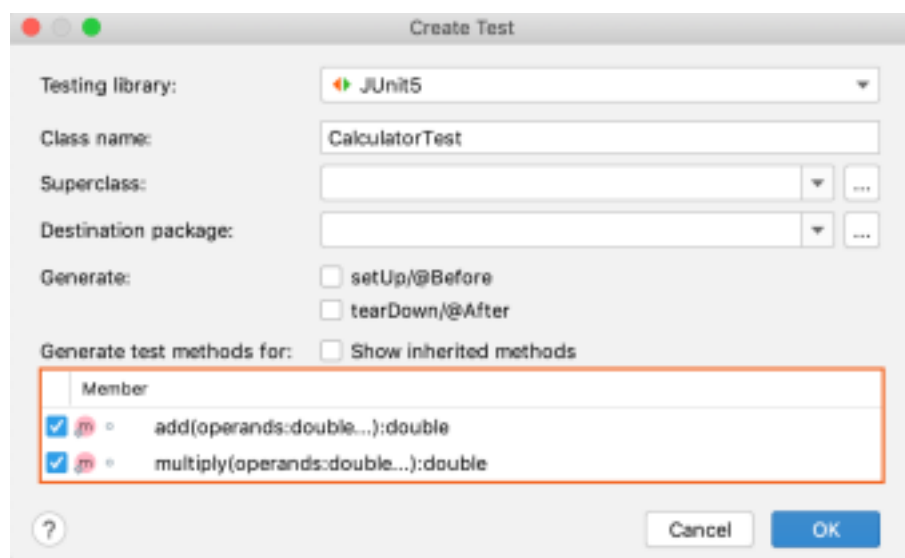 Create Test
Testing library: JUnit5
Class name: CalculatorTest
Superclass: ...
Destination package: ...
Generate: setUp/@Before
tearDown/@After
Generate test methods for: Show inherited methods
Member
m add(operands:double...):double
m multiply(operands:double...):double
? Cancel OK